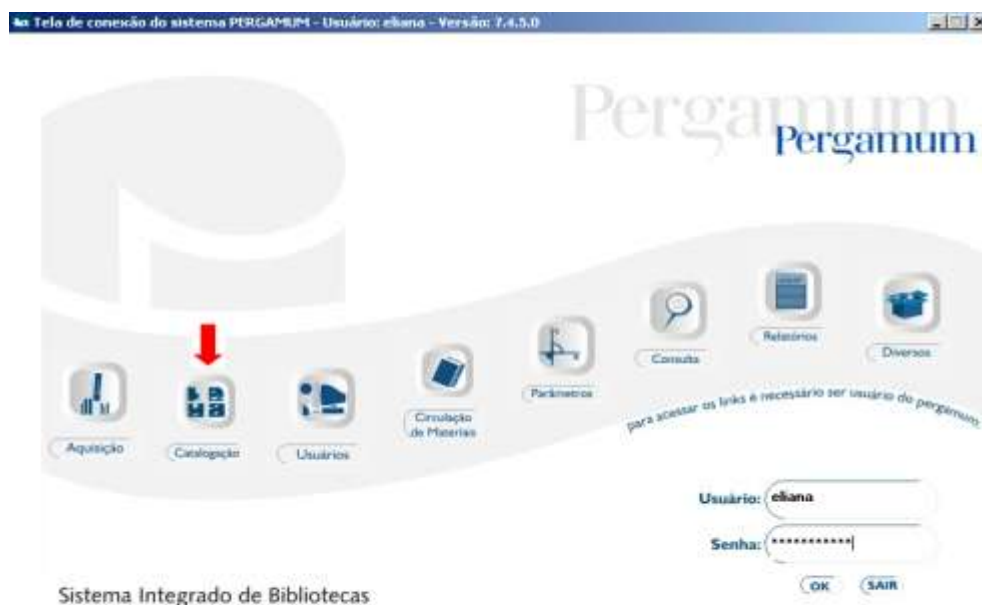 Tela de conexão do sistema PERGAMUM - Usuário: eliana - Versão: 7.4.5.0
Pergamum
Pergamum
Relatórios
Consulta
Diversos
Parâmetros
para acessar os links é necessário ser usuário do pergamum
Circulação
de Materiais
Aquisição
Catalogação
Usuários
Usuário: eliana
Senha: ***********
OK
SAIR
Sistema Integrado de Bibliotecas